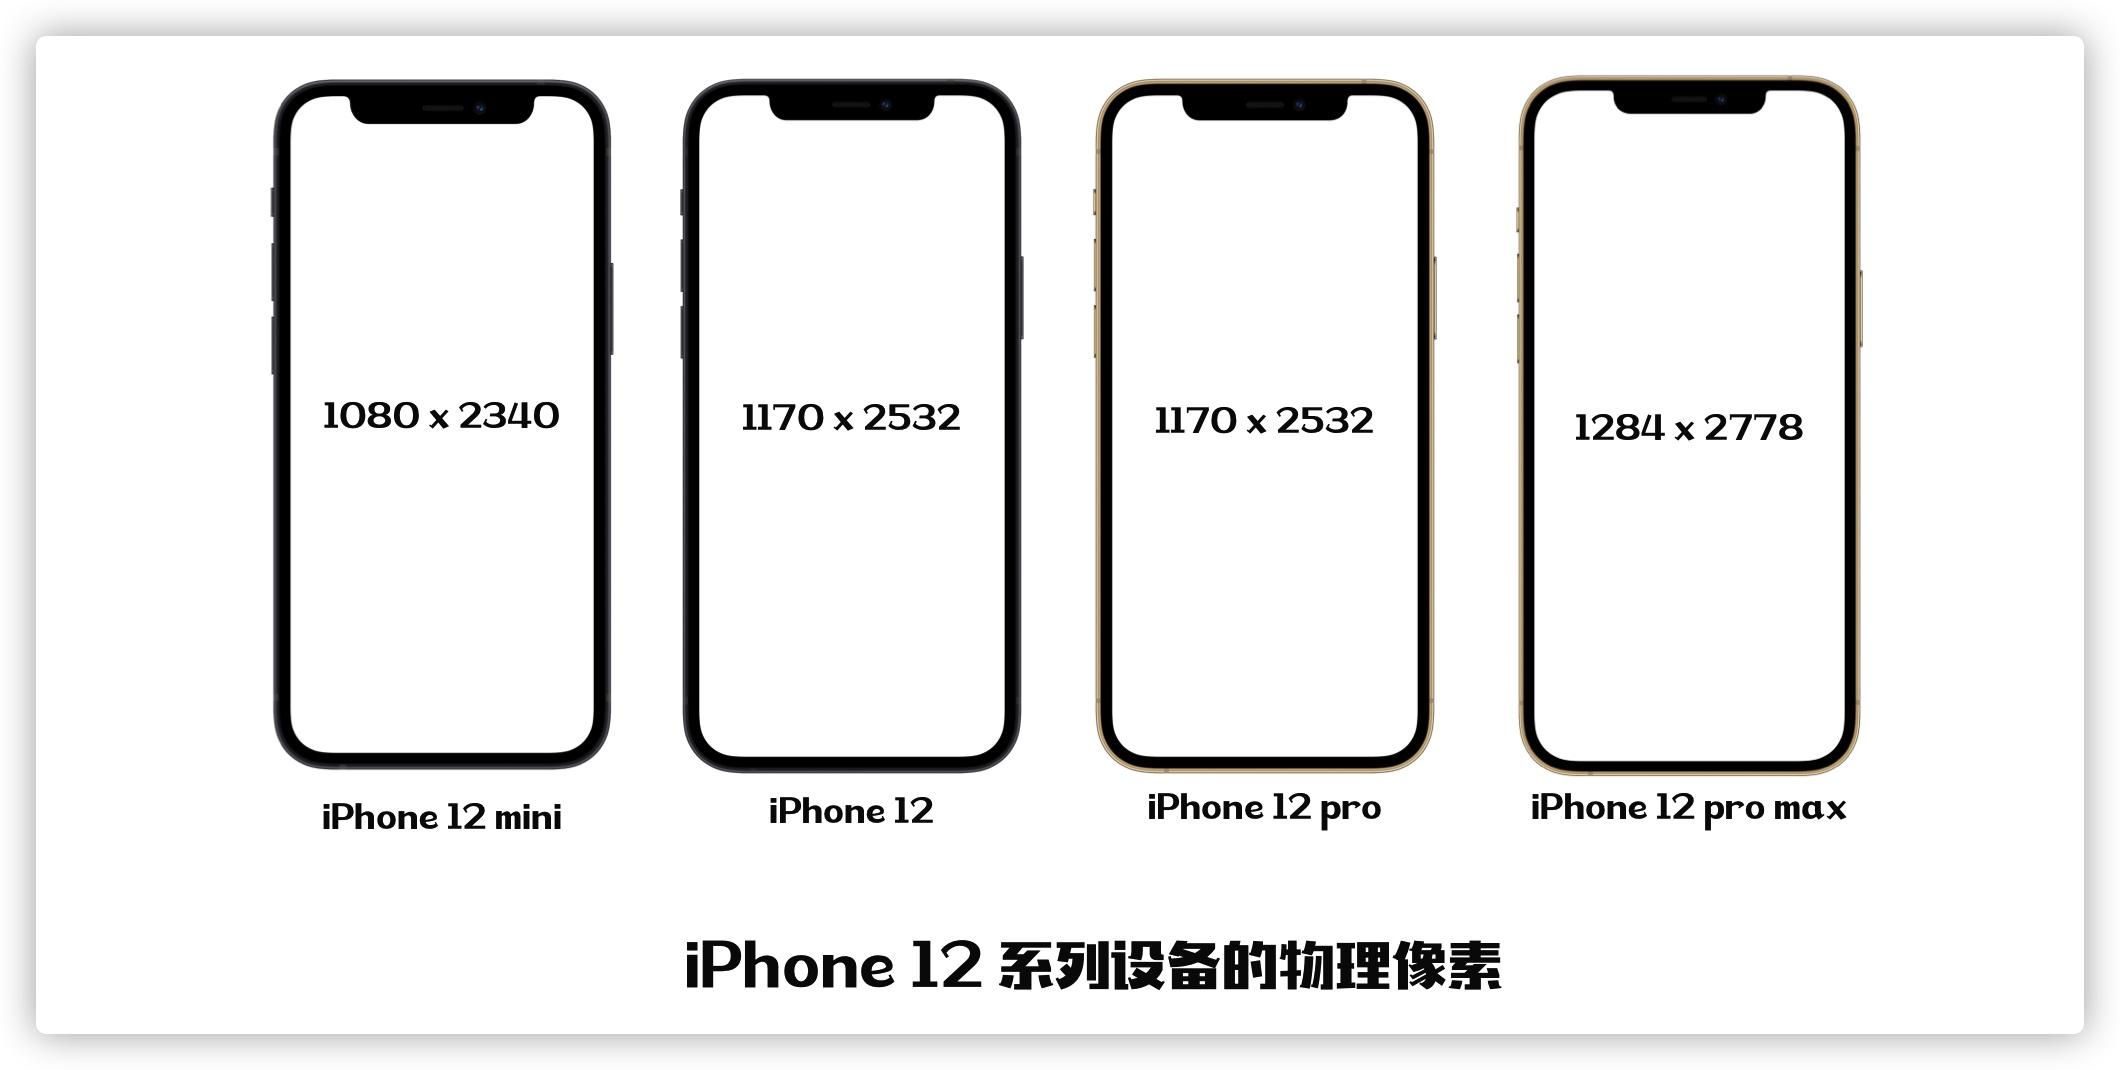 1080 x 2340
1170 x 2532
1170 x 2532
1284 x 2778
iPhone 12 mini
iPhone 12
iPhone 12 pro
iPhone 12 pro max
iPhone 12 系列设备的物理像素